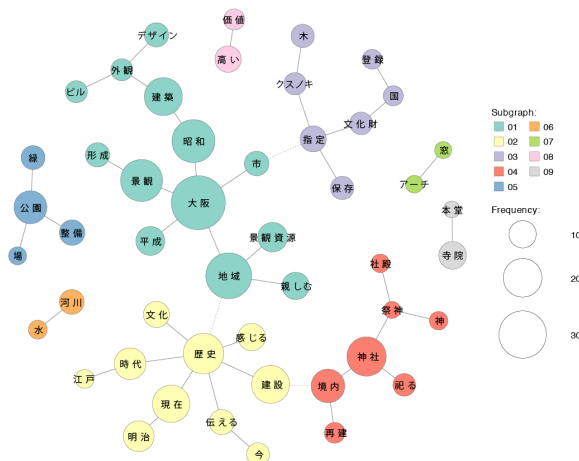 価値
高い
デザイン
外観
ビル
建築
昭和
形成
景観
市
大阪
平成
景観資源
地域
親しむ
木
クスノキ
登録
国
文化財
指定
保存
窓
アーチ
本堂
寺院
緑
公園
整備
場
河川
水
文化
感じる
歴史
時代
江戸
建設
現在
明治
伝える
今
社殿
祭神
神
神社
境内
祀る
再建
Subgraph:
01 06
02 07
03 08
04 09
05
Frequency:
10
20
30